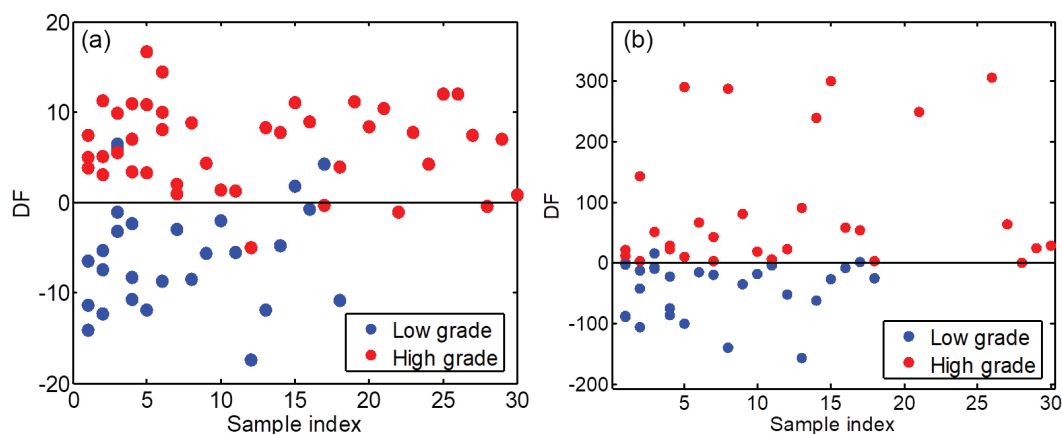 (a)
20
10
0
-10
-20
DF
0 5 10 15 20 25 30
Sample index
Low grade
High grade
(b)
300
200
100
0
-100
-200
DF
5 10 15 20 25 30
Sample index
Low grade
High grade